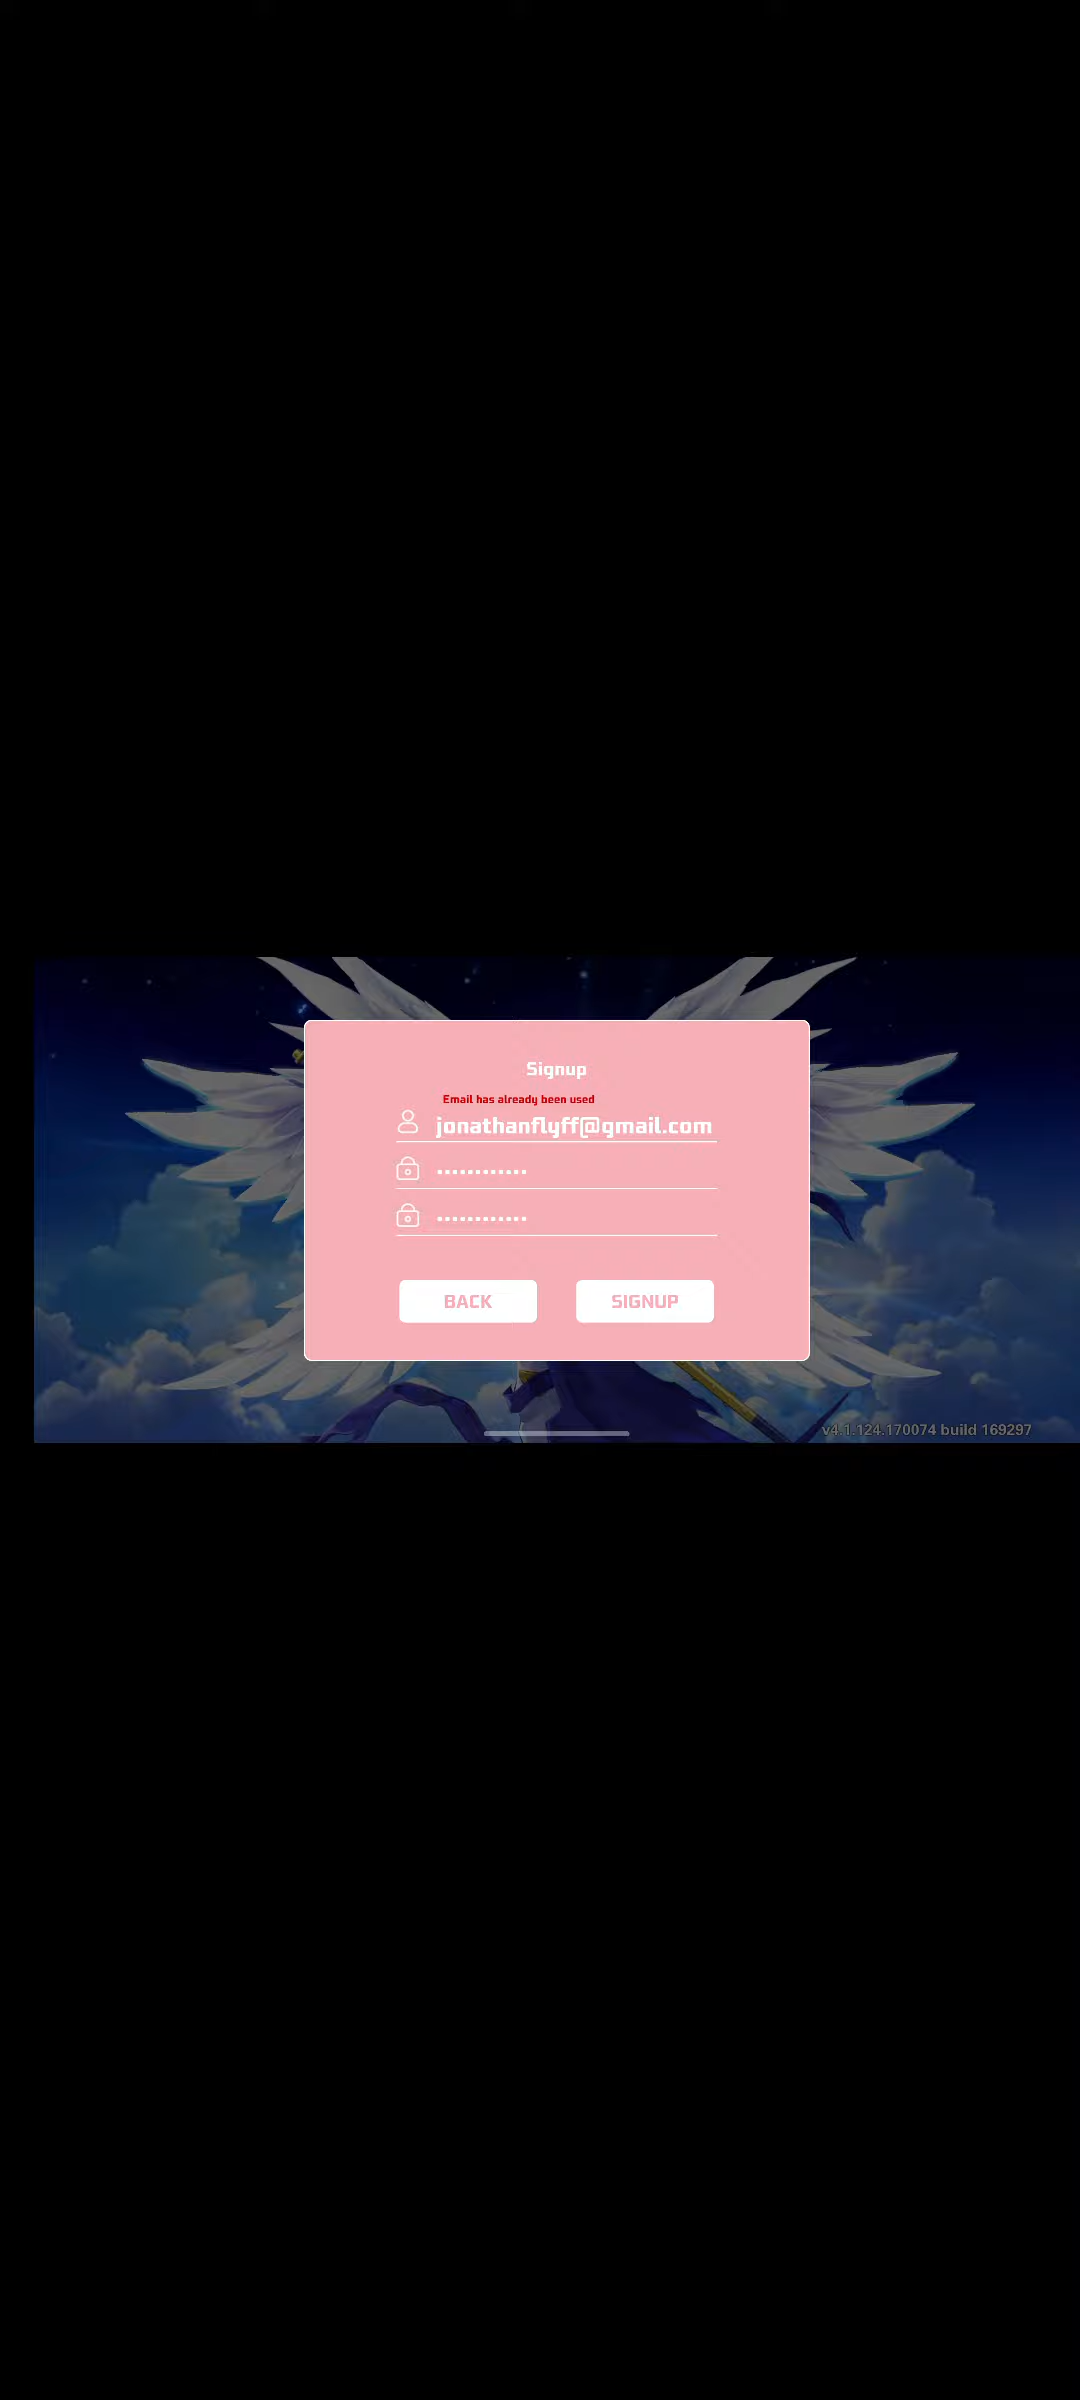 Signup
Email has already been used
jonathanflyff@gmail.com
••••••••••••
••••••••••••
BACK
SIGNUP
v4.1.124.170074 build 169297